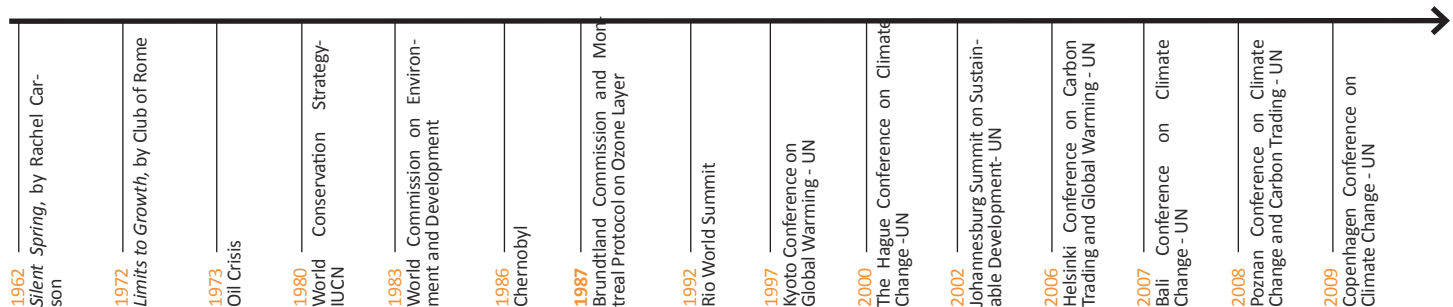 1962
Silent Spring, by Rachel Car-
son
1972
Limits to Growth, by Club of Rome
1973
Oil Crisis
1980
World Conservation Strategy-
IUCN
1983
World Commission on Environ-
ment and Development
1986
Chernobyl
1987
Brundtland Commission and Mon-
treal Protocol on Ozone Layer
1992
Rio World Summit
1997
Kyoto Conference on
Global Warming - UN
2000
The Hague Conference on Climate
Change -UN
2002
Johannesburg Summit on Sustain-
able Development- UN
2006
Helsinki Conference on Carbon
Trading and Global Warming - UN
2007
Bali Conference on Climate
Change - UN
2008
Poznan Conference on Climate
Change and Carbon Trading - UN
2009
Copenhagen Conference on
Climate Change - UN